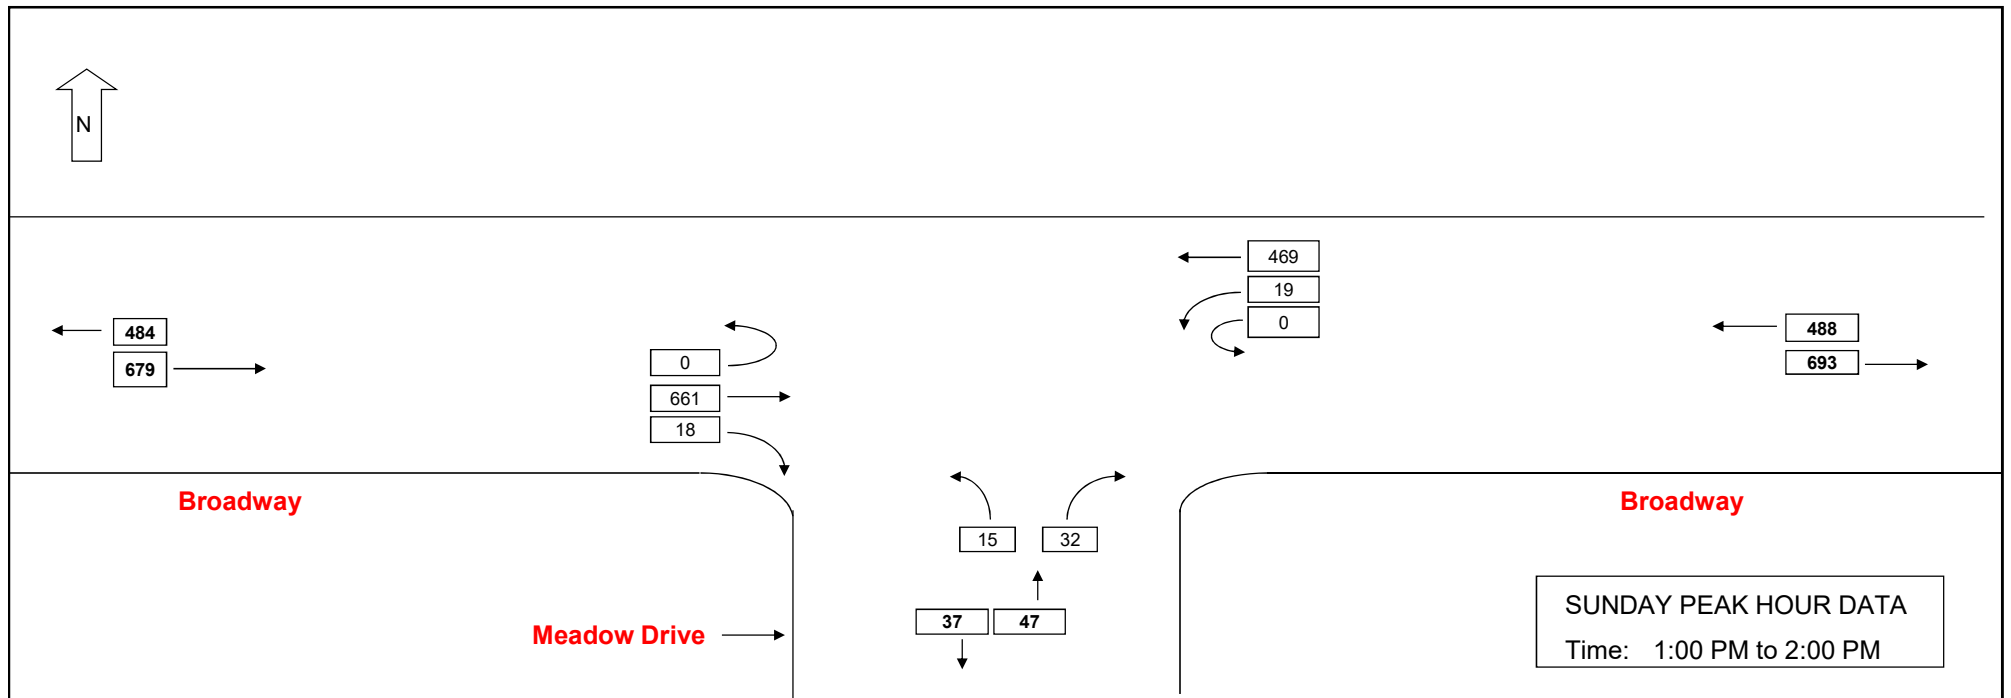 N
469
19
0
484
679
0
661
18
488
693
Broadway
Broadway
15
32
37
47
Meadow Drive
SUNDAY PEAK HOUR DATA
Time: 1:00 PM to 2:00 PM